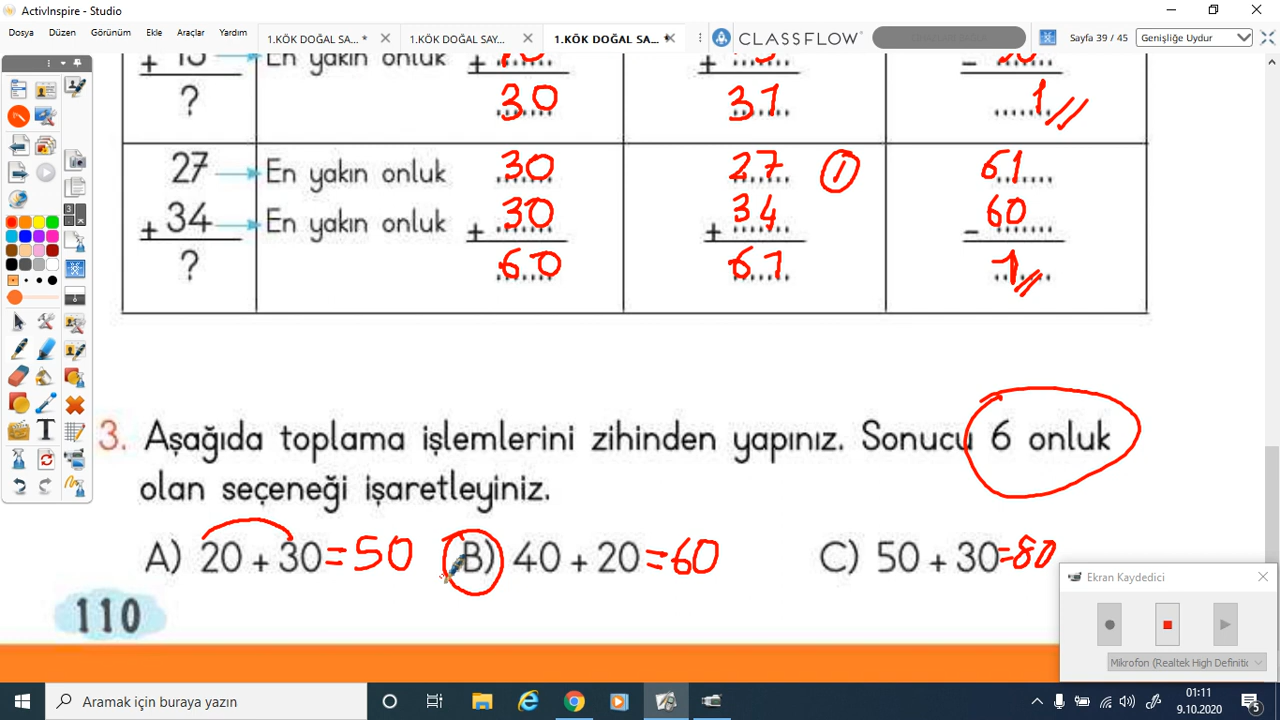 ActivInspire - Studio
Dosya Düzen Görünüm Ekle Araçlar Yardım
1.KÖK DOĞAL SA... * 1.KÖK DOĞAL SAY... 1.KÖK DOĞAL SAY... *
CLASSFLOW
Sayfa 39 / 45 Genişliğe Uydur
+ En yakın onluk + + −
? 30 31 1
27 En yakın onluk 30 27 1 61
+ 34 En yakın onluk + 30 + 34 − 60
? 60 61 1
3. Aşağıda toplama işlemlerini zihinden yapınız. Sonucu 6 onluk
olan seçeneği işaretleyiniz.
A) 20 + 30 = 50 B) 40 + 20 = 60 C) 50 + 30 = 80
110
Ekran Kaydedici
Mikrofon (Realtek High Definitic
Aramak için buraya yazın
01:11
9.10.2020
5